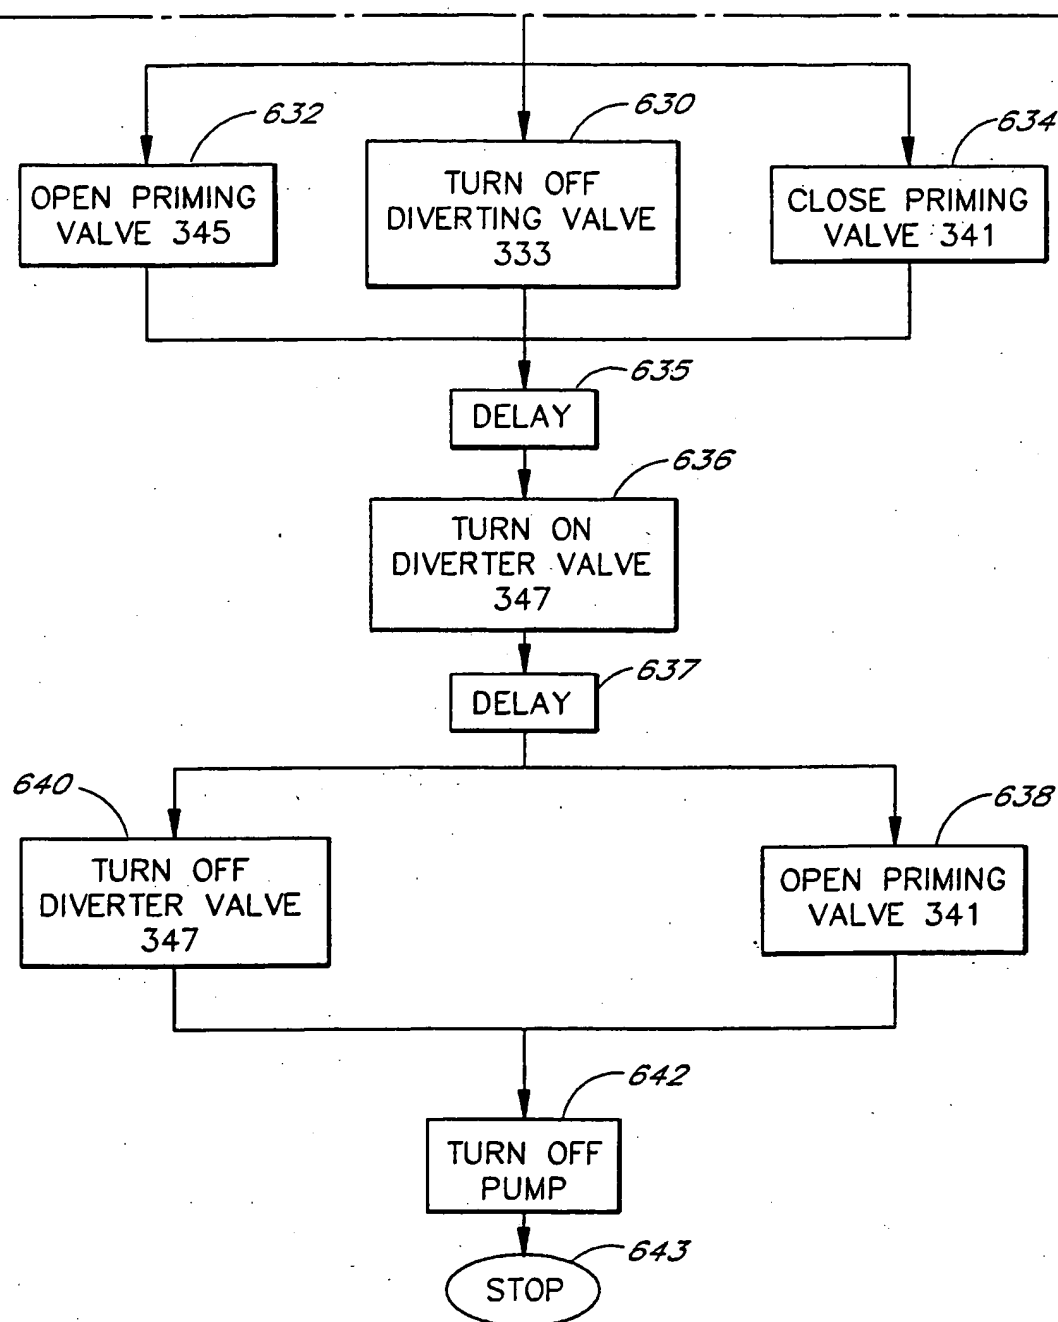 632
630
634
OPEN PRIMING
VALVE 345
TURN OFF
DIVERTING VALVE
333
CLOSE PRIMING
VALVE 341
635
DELAY
636
TURN ON
DIVERTER VALVE
347
637
DELAY
640
638
TURN OFF
DIVERTER VALVE
347
OPEN PRIMING
VALVE 341
642
TURN OFF
PUMP
643
STOP